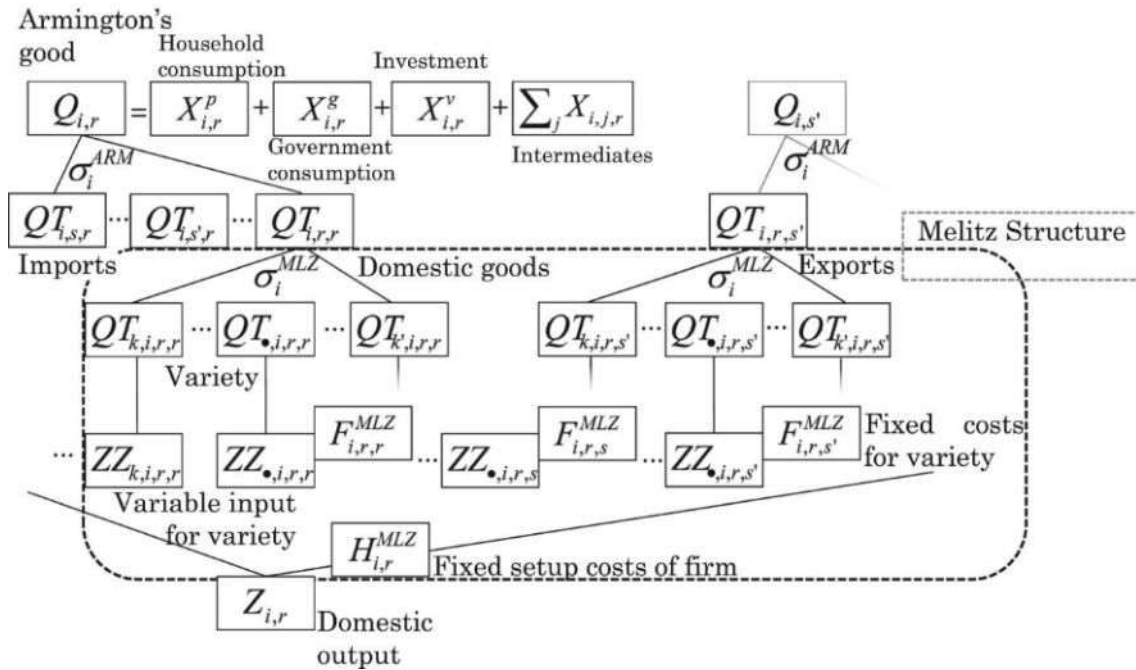 Armington's
good
Household
consumption
Investment
Q_{i,r} = X^{p}_{i,r} + X^{g}_{i,r} + X^{v}_{i,r} + ∑_j X_{i,j,r}
Q_{i,s'}
Government
consumption
Intermediates
σ_i^{ARM}
σ_i^{ARM}
QT_{i,s,r} ... QT_{i,s',r} ... QT_{i,r,r}
QT_{i,r,s'}
Melitz Structure
Imports
Domestic goods
Exports
σ_i^{MLZ}
σ_i^{MLZ}
QT_{k,i,r,r} ... QT_{•,i,r,r} ... QT_{k',i,r,r}
QT_{k,i,r,s'} ... QT_{•,i,r,s'} ... QT_{k',i,r,s'}
Variety
F^{MLZ}_{i,r,r}
F^{MLZ}_{i,r,s}
F^{MLZ}_{i,r,s'}
Fixed costs
for variety
... ZZ_{k,i,r,r} ZZ_{•,i,r,r} ... ZZ_{•,i,r,s} ... ZZ_{•,i,r,s'}
Variable input
for variety
H^{MLZ}_{i,r}
Fixed setup costs of firm
Z_{i,r}
Domestic
output